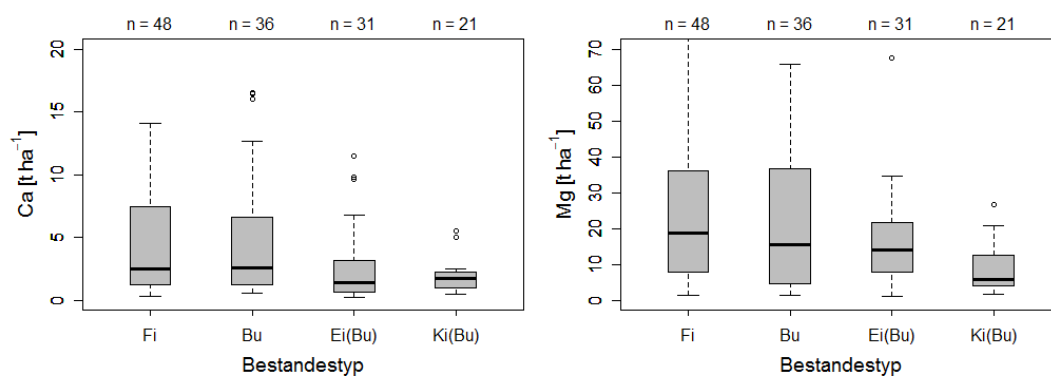 n = 48 n = 36 n = 31 n = 21
20
15
10
5
0
Ca [t ha⁻¹]
Fi Bu Ei(Bu) Ki(Bu)
Bestandestyp
n = 48 n = 36 n = 31 n = 21
70
60
50
40
30
20
10
0
Mg [t ha⁻¹]
Fi Bu Ei(Bu) Ki(Bu)
Bestandestyp